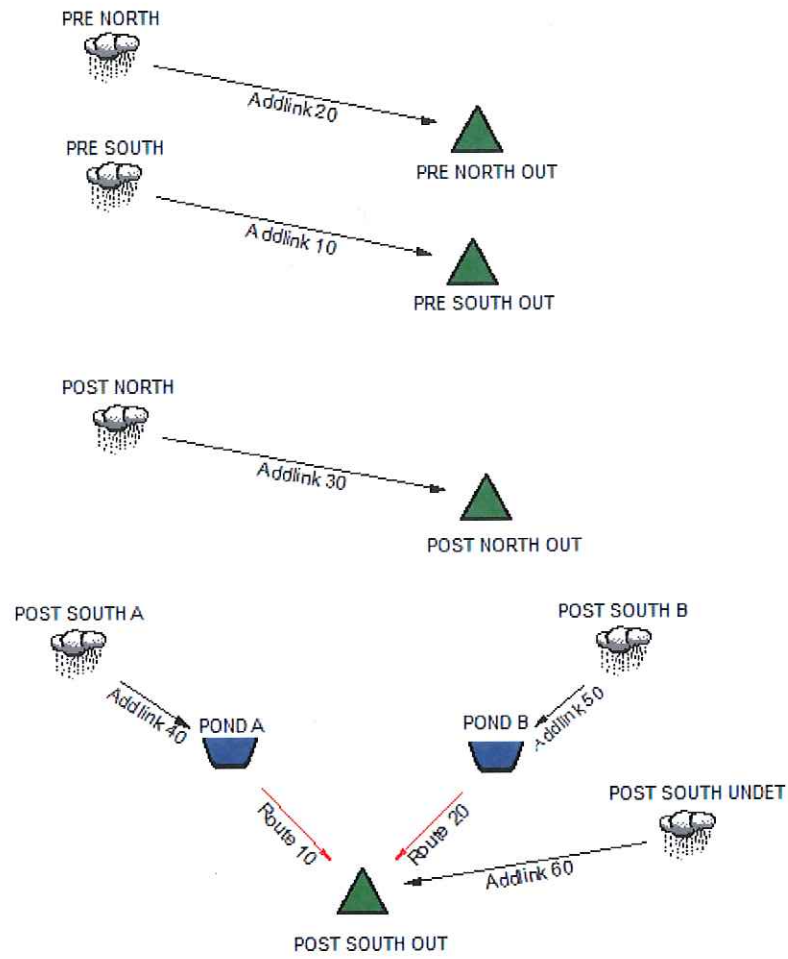 PRE NORTH
Addlink 20
PRE SOUTH
PRE NORTH OUT
Addlink 10
PRE SOUTH OUT
POST NORTH
Addlink 30
POST NORTH OUT
POST SOUTH A
POST SOUTH B
Addlink 40
Addlink 50
POND A
POND B
POST SOUTH UNDET
Route 10
Route 20
Addlink 60
POST SOUTH OUT